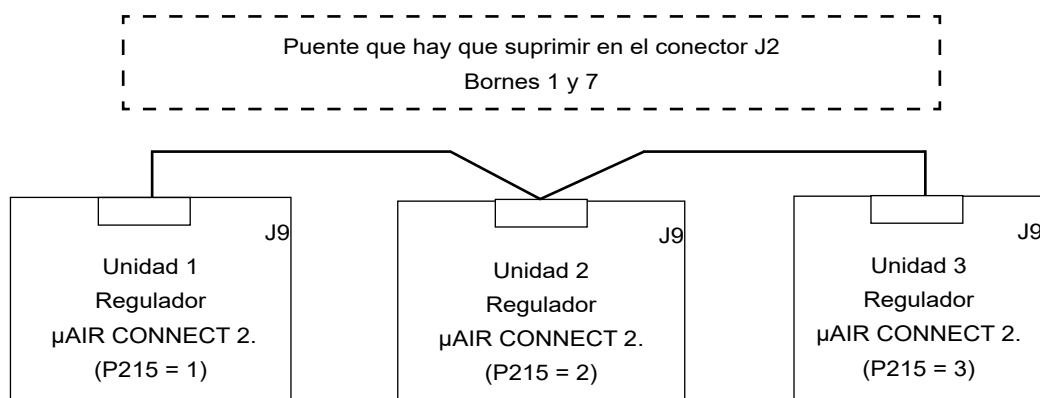 Puente que hay que suprimir en el conector J2
Bornes 1 y 7
J9
Unidad 1
Regulador
µAIR CONNECT 2.
(P215 = 1)
J9
Unidad 2
Regulador
µAIR CONNECT 2.
(P215 = 2)
J9
Unidad 3
Regulador
µAIR CONNECT 2.
(P215 = 3)